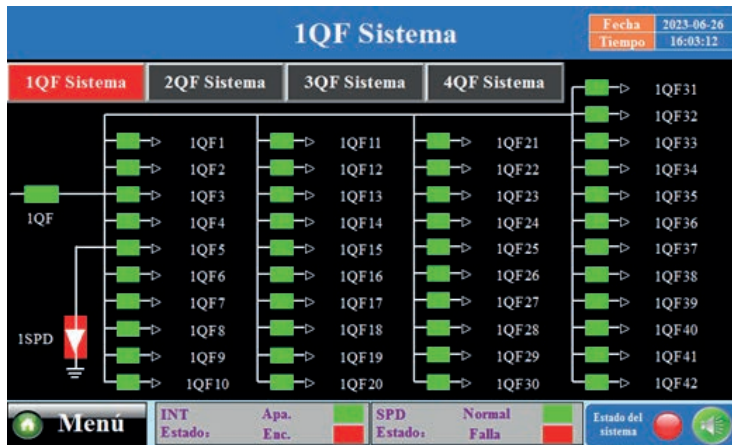 1QF Sistema
Fecha 2023-06-26
Tiempo 16:03:12
1QF Sistema 2QF Sistema 3QF Sistema 4QF Sistema
1QF31
1QF32
1QF1 1QF11 1QF21 1QF33
1QF2 1QF12 1QF22 1QF34
1QF3 1QF13 1QF23 1QF35
1QF
1QF4 1QF14 1QF24 1QF36
1QF5 1QF15 1QF25 1QF37
1QF6 1QF16 1QF26 1QF38
1QF7 1QF17 1QF27 1QF39
1SPD
1QF8 1QF18 1QF28 1QF40
1QF9 1QF19 1QF29 1QF41
1QF10 1QF20 1QF30 1QF42
Menú
INT Apa.
Estado: Enc.
SPD Normal
Estado: Falla
Estado del
sistema